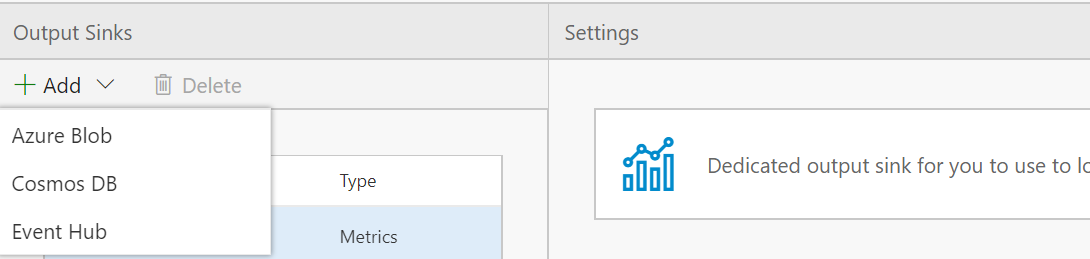 Output Sinks
Settings
Add
Delete
Azure Blob
Cosmos DB
Event Hub
Type
Metrics
Dedicated output sink for you to use to